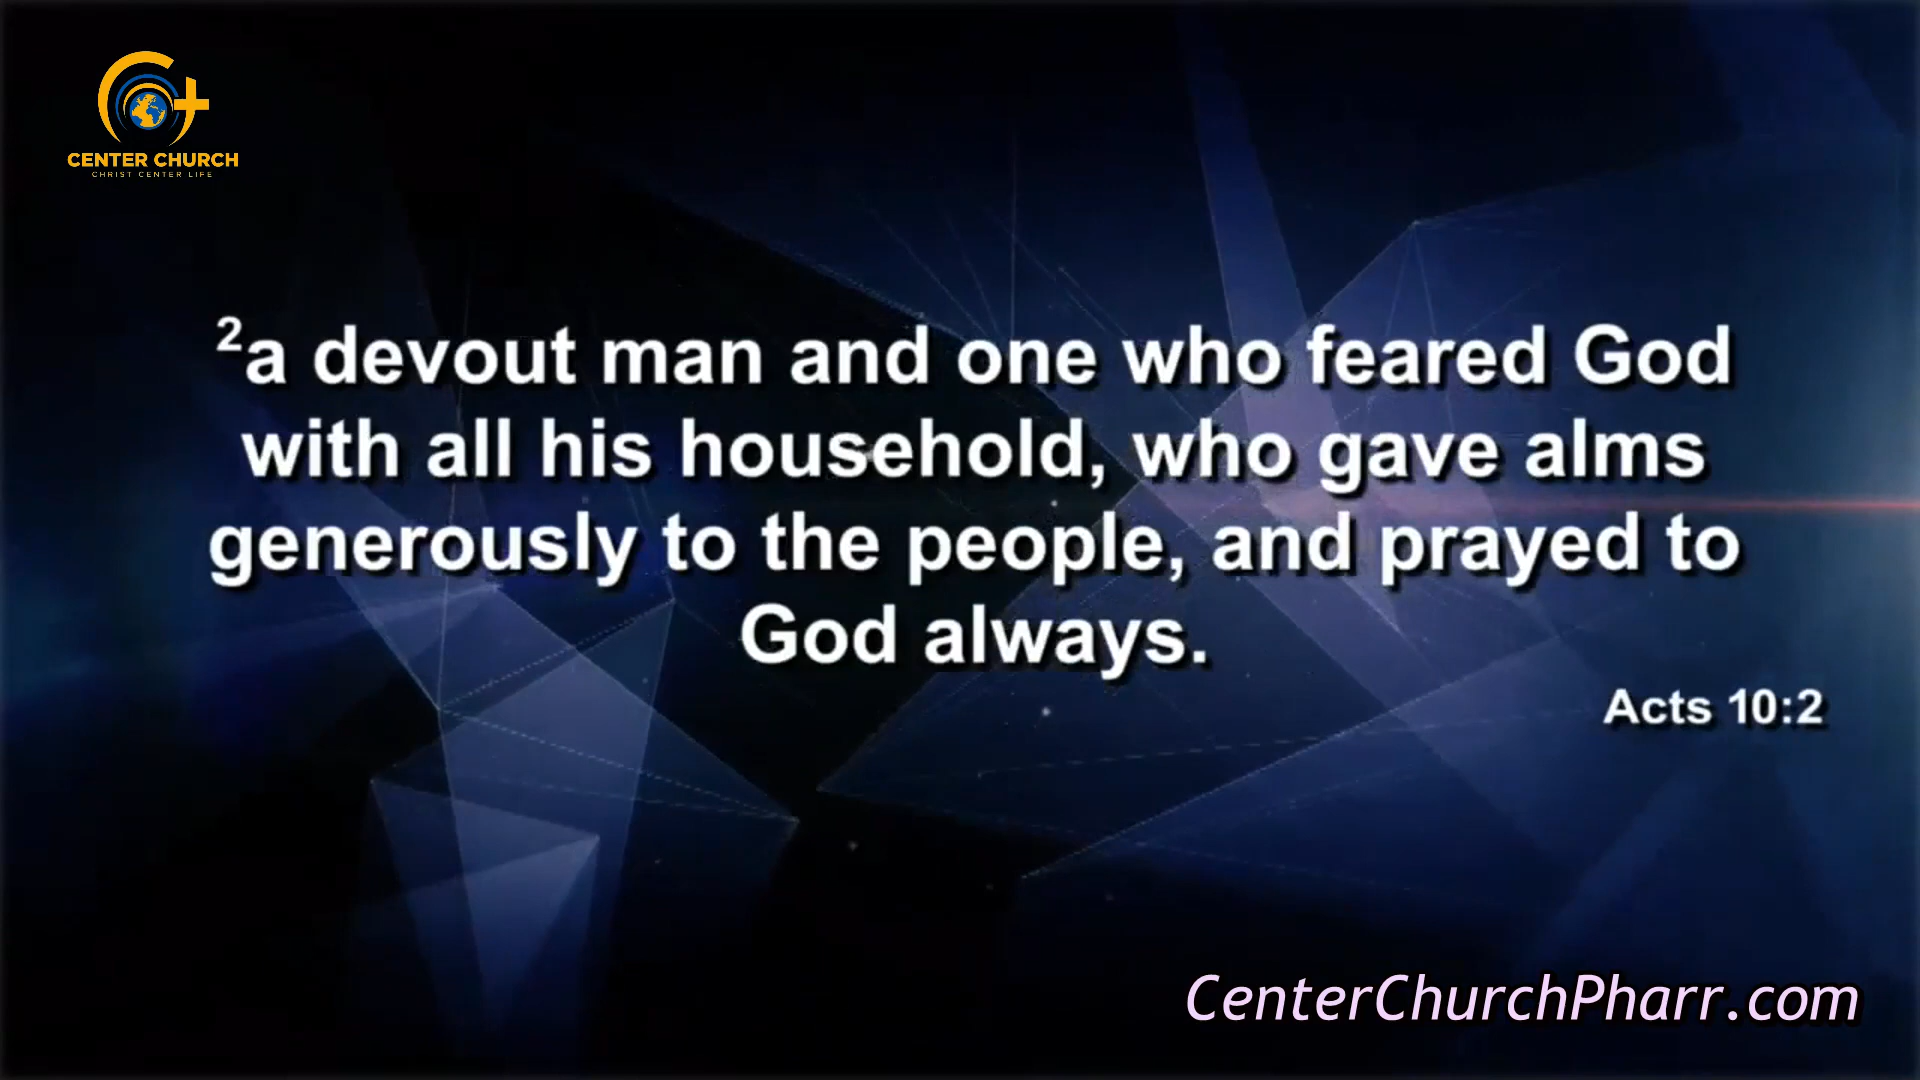 CENTER CHURCH
CHRIST CENTER LIFE
²a devout man and one who feared God
with all his household, who gave alms
generously to the people, and prayed to
God always.
Acts 10:2
CenterChurchPharr.com